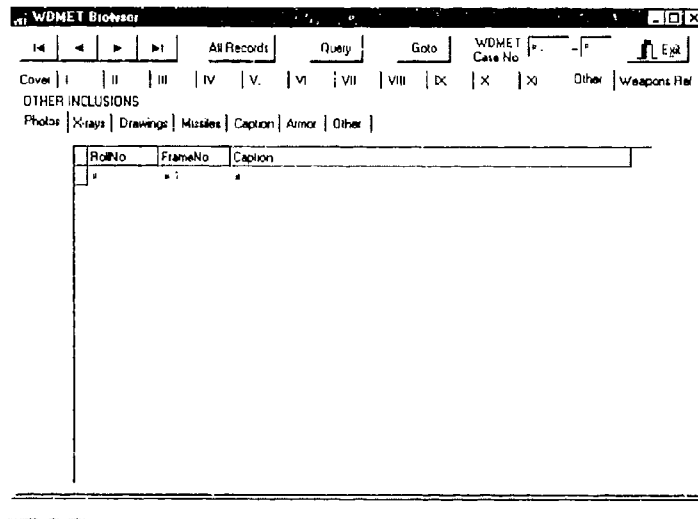 WDMET Browser
All Records Query Goto WDMET Case No - Exit
Cover I II III IV V. VI VII VIII IX X XI Other Weapons Ref
OTHER INCLUSIONS
Photos X-rays Drawings Missiles Caption Armor Other
RollNo FrameNo Caption